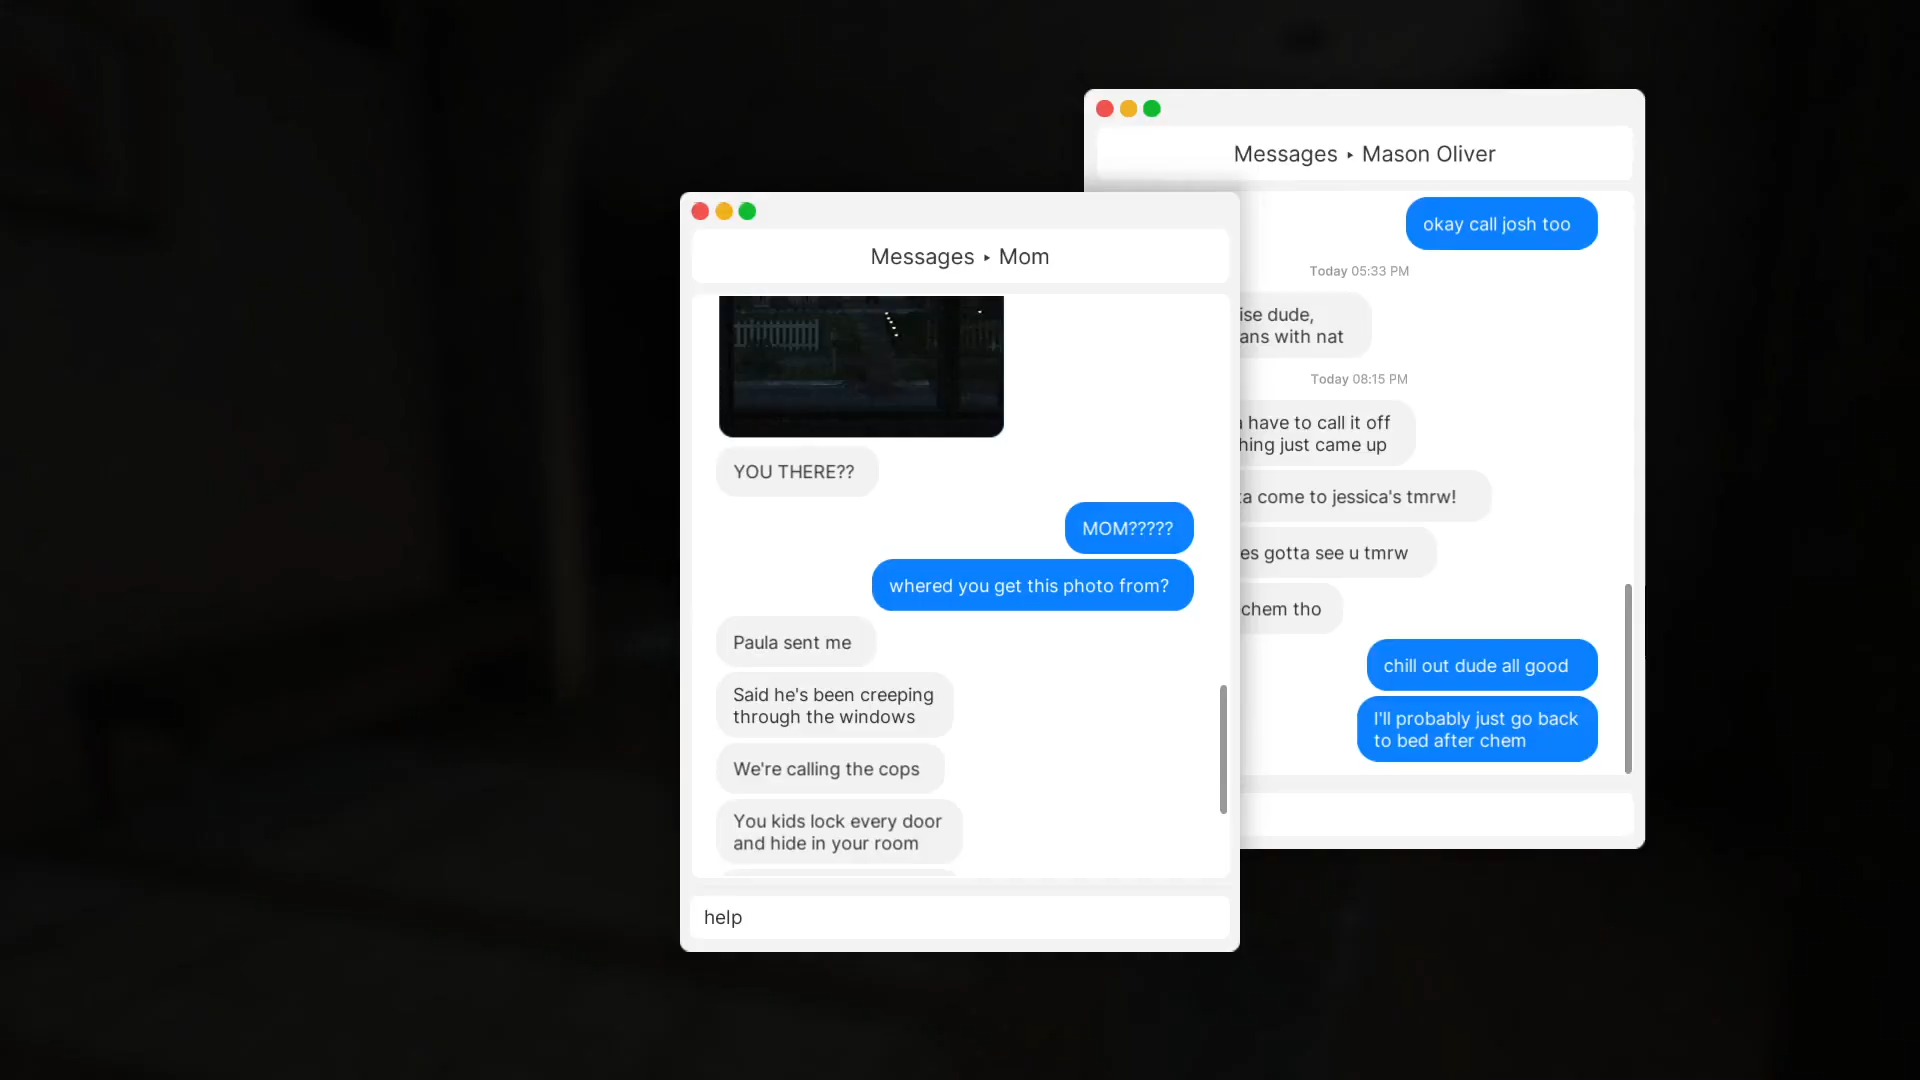 Messages ▸ Mason Oliver
okay call josh too
Today 05:33 PM
dude,
with nat
Today 08:15 PM
have to call it off
just came up
come to jessica's tmrw!
gotta see u tmrw
chem tho
chill out dude all good
I'll probably just go back
to bed after chem
Messages ▸ Mom
YOU THERE??
MOM?????
whered you get this photo from?
Paula sent me
Said he's been creeping
through the windows
We're calling the cops
You kids lock every door
and hide in your room
help